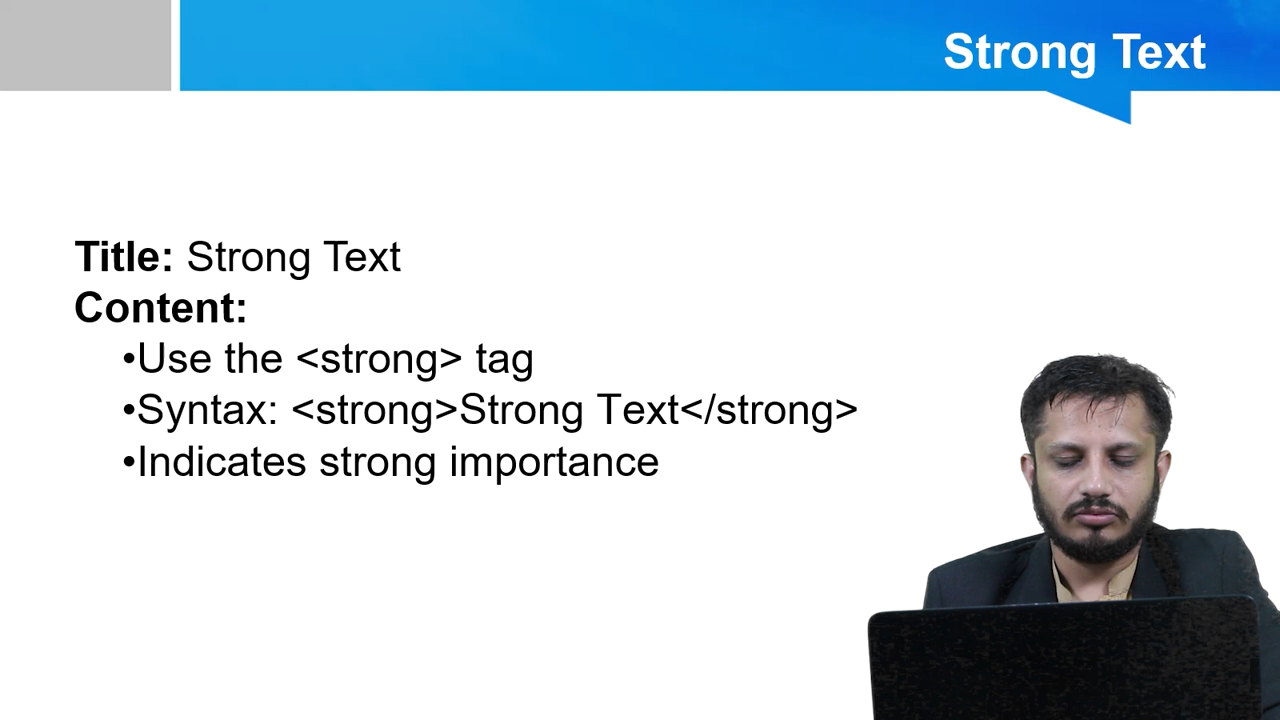 Strong Text
Title: Strong Text
Content:
•Use the <strong> tag
•Syntax: <strong>Strong Text</strong>
•Indicates strong importance